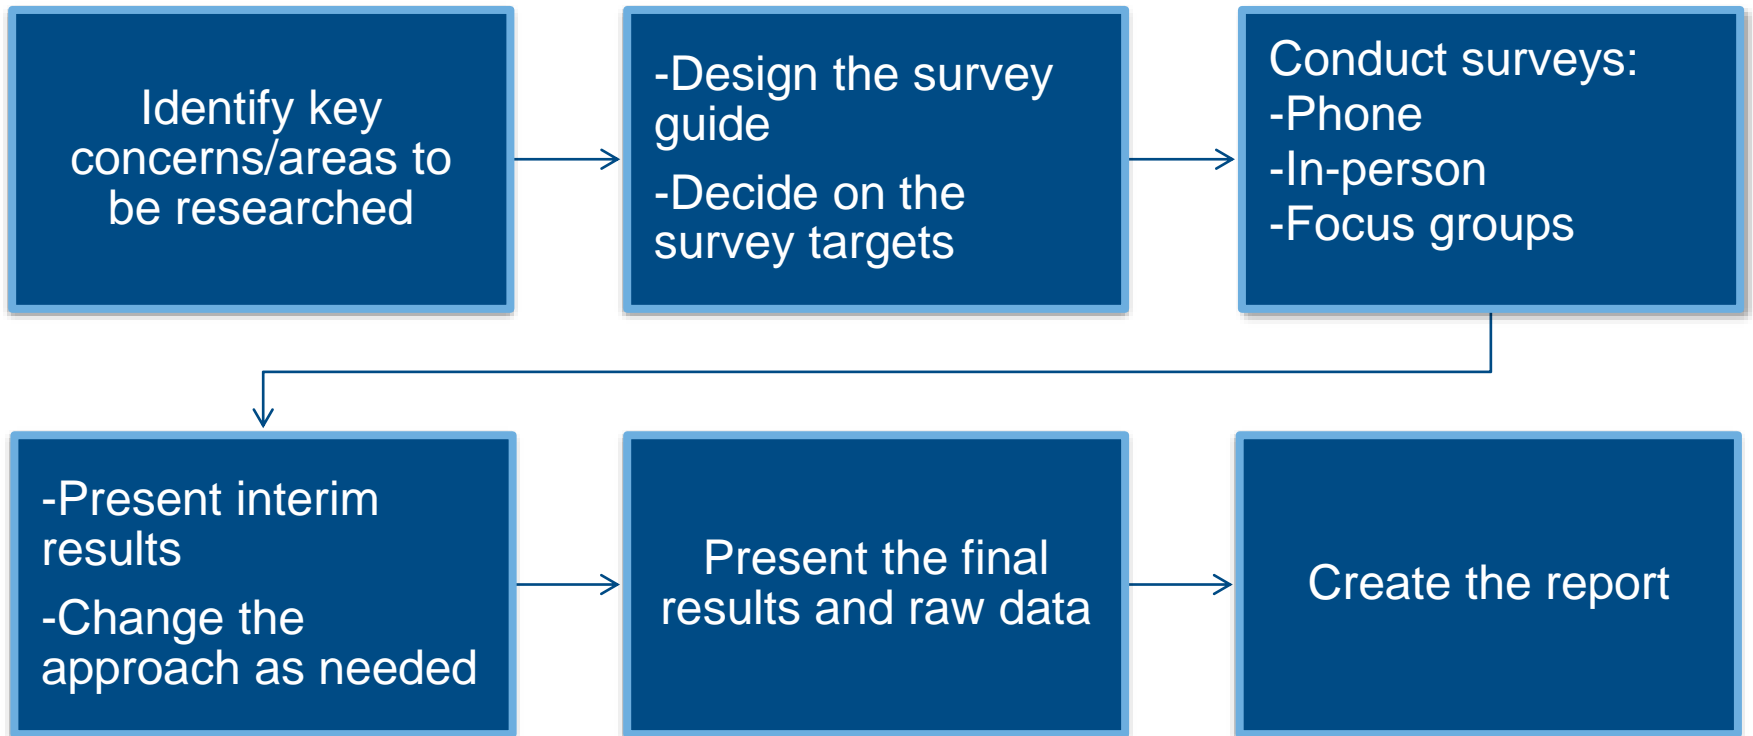 Identify key
concerns/areas to
be researched
-Design the survey
guide
-Decide on the
survey targets
Conduct surveys:
-Phone
-In-person
-Focus groups
-Present interim
results
-Change the
approach as needed
Present the final
results and raw data
Create the report